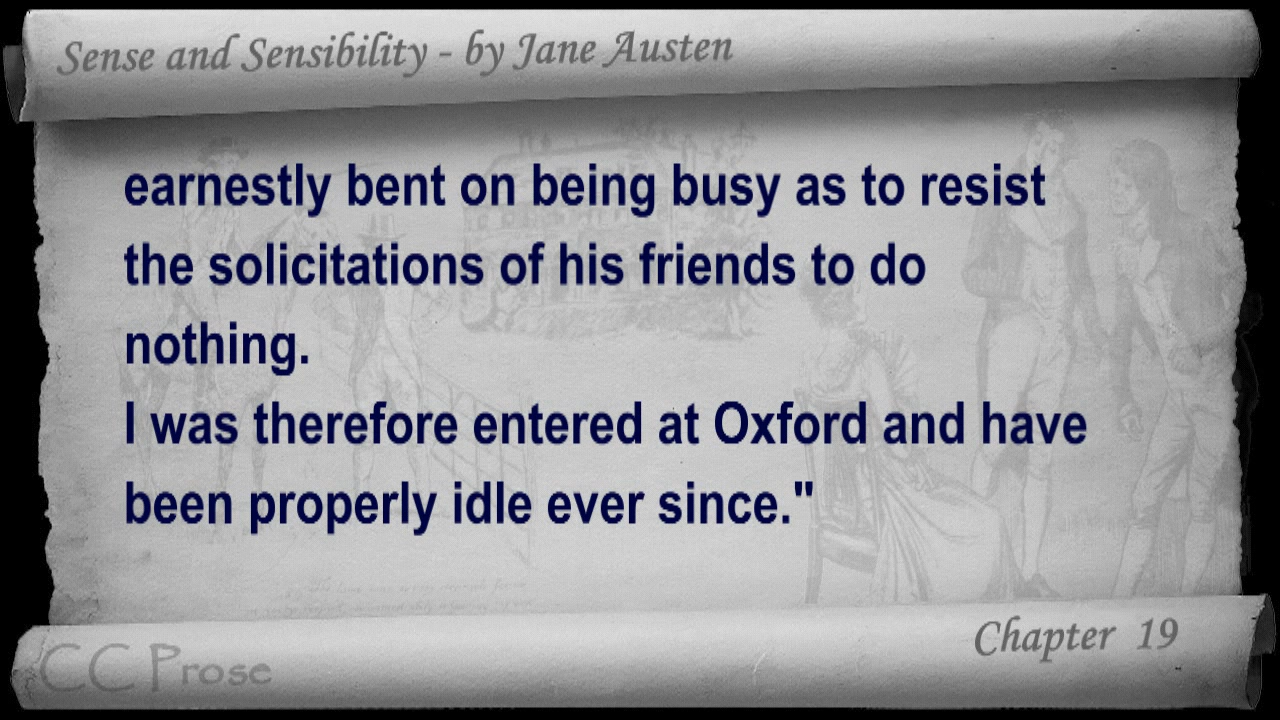 Sense and Sensibility - by Jane Austen
earnestly bent on being busy as to resist
the solicitations of his friends to do
nothing.
I was therefore entered at Oxford and have
been properly idle ever since."
Chapter 19
CC Prose